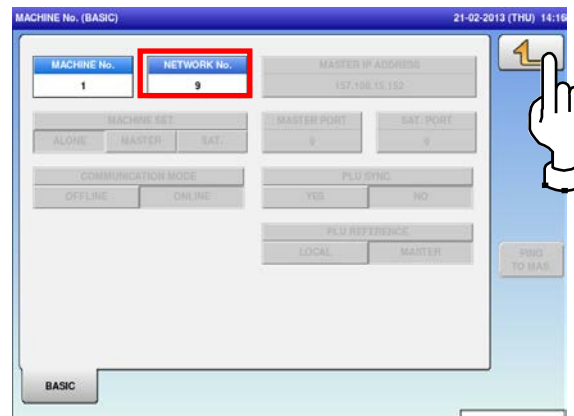 MACHINE No. (BASIC) 21-02-2013 (THU) 14:16
MACHINE No. NETWORK No. MASTER IP ADDRESS
1 9 157.198.15.152
MACHINE SET MASTER PORT SAT. PORT
ALONE MASTER SAT. 0 0
COMMUNICATION MODE PLU SYNC.
OFFLINE ONLINE YES NO
PLU REFERENCE
LOCAL MASTER PING
TO MAS.
BASIC